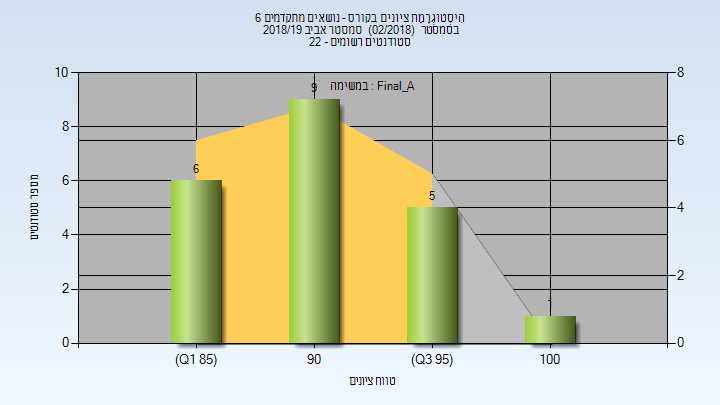 היסטוגרמת ציונים בקורס - נושאים מתקדמים 6
בסמסטר (02/2018) סמסטר אביב 2018/19
סטודנטים רשומים - 22
במשימה : Final_A
10
8
6
4
2
0
8
6
4
2
0
6
9
5
1
מספר סטודנטים
(Q1 85)
90
(Q3 95)
100
טווח ציונים